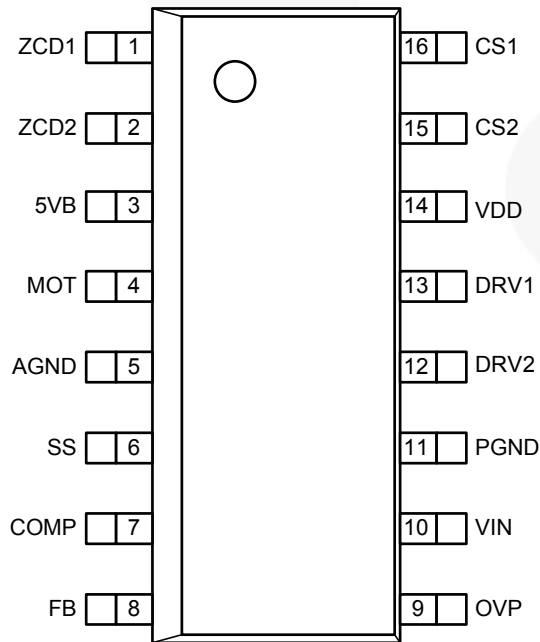 ZCD1 1 16 CS1
ZCD2 2 15 CS2
5VB 3 14 VDD
MOT 4 13 DRV1
AGND 5 12 DRV2
SS 6 11 PGND
COMP 7 10 VIN
FB 8 9 OVP